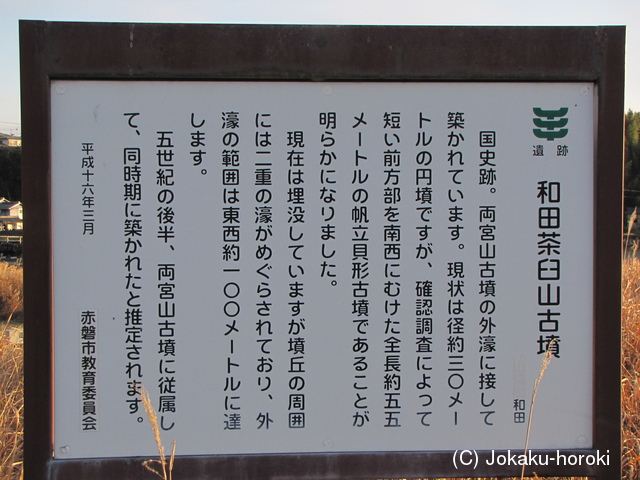 遺跡
和田茶臼山古墳
和田
国史跡。両宮山古墳の外濠に接して
築かれています。現状は径約三〇メー
トルの円墳ですが、確認調査によって
短い前方部を南西にむけた全長約五五
メートルの帆立貝形古墳であることが
明らかになりました。
現在は埋没していますが墳丘の周囲
には二重の濠がめぐらされており、外
濠の範囲は東西約一〇〇メートルに達
します。
五世紀の後半、両宮山古墳に従属し
て、同時期に築かれたと推定されます。
平成十六年三月
赤磐市教育委員会
(C) Jokaku-horoki